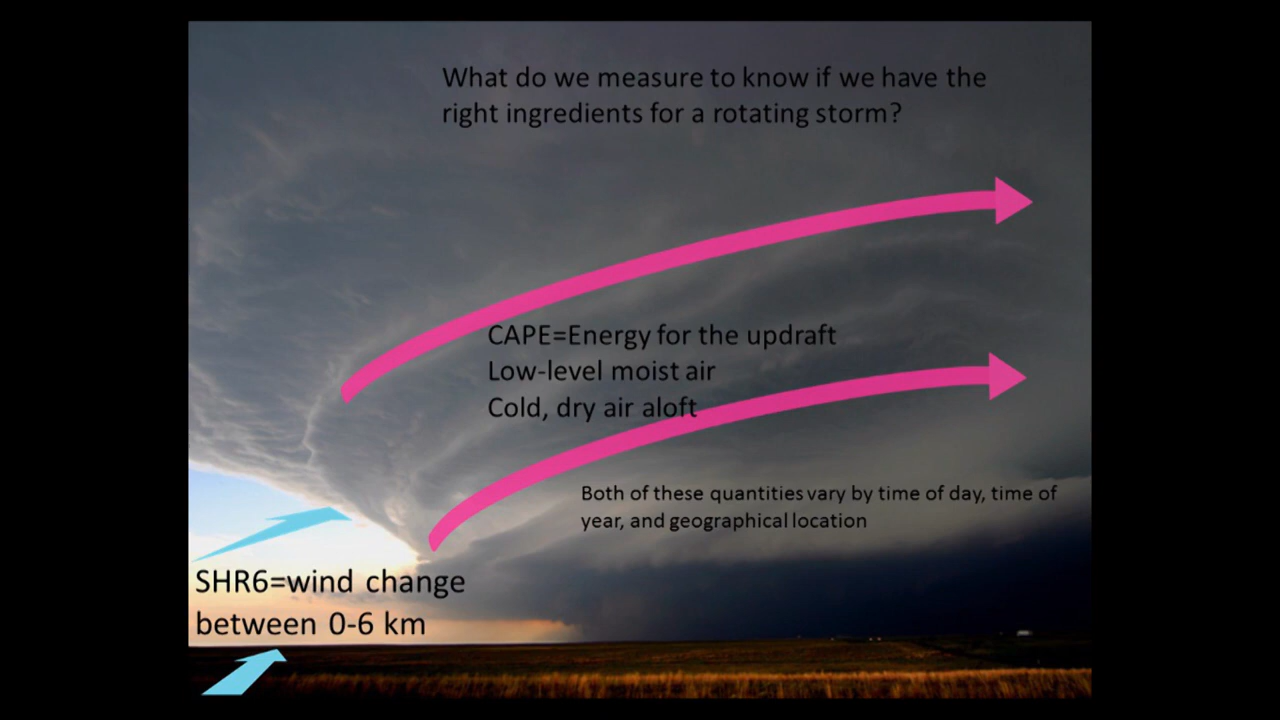 What do we measure to know if we have the
right ingredients for a rotating storm?
CAPE=Energy for the updraft
Low-level moist air
Cold, dry air aloft
Both of these quantities vary by time of day, time of
year, and geographical location
SHR6=wind change
between 0-6 km